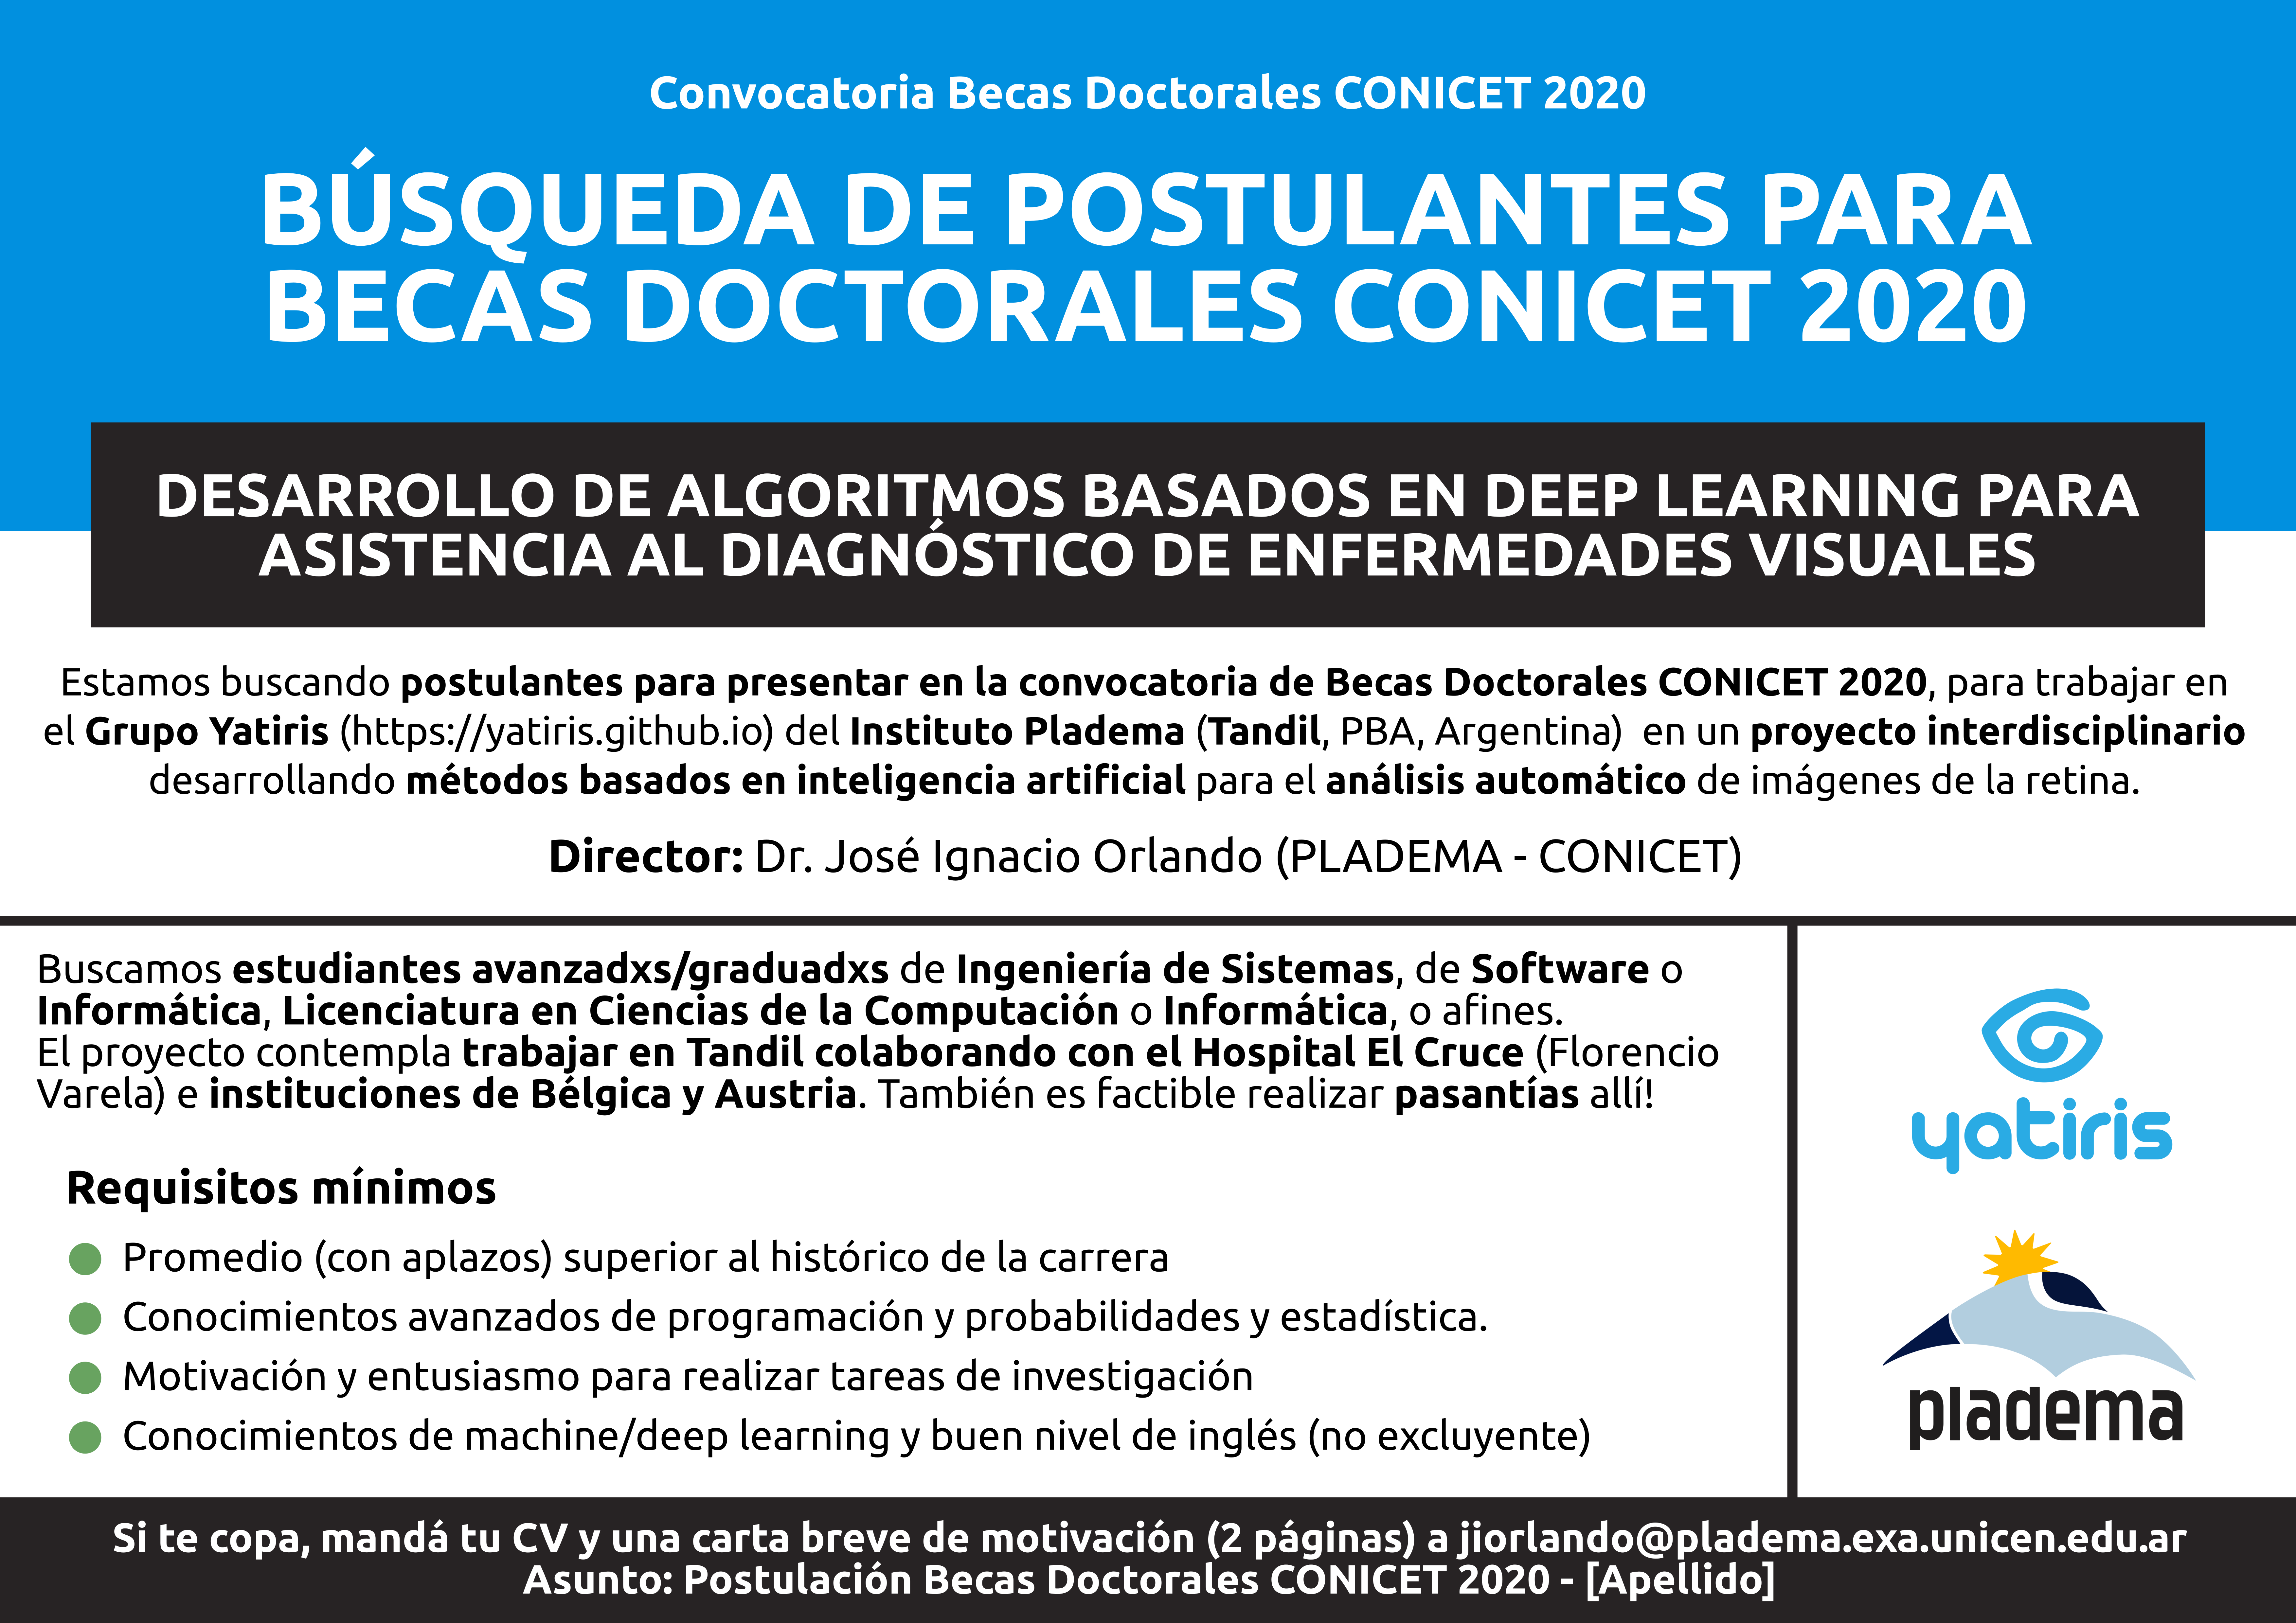 Convocatoria Becas Doctorales CONICET 2020
BÚSQUEDA DE POSTULANTES PARA
BECAS DOCTORALES CONICET 2020
DESARROLLO DE ALGORITMOS BASADOS EN DEEP LEARNING PARA
ASISTENCIA AL DIAGNÓSTICO DE ENFERMEDADES VISUALES
Estamos buscando postulantes para presentar en la convocatoria de Becas Doctorales CONICET 2020, para trabajar en
el Grupo Yatiris (https://yatiris.github.io) del Instituto Pladema (Tandil, PBA, Argentina) en un proyecto interdisciplinario
desarrollando métodos basados en inteligencia artificial para el análisis automático de imágenes de la retina.
Director: Dr. José Ignacio Orlando (PLADEMA - CONICET)
Buscamos estudiantes avanzadxs/graduadxs de Ingeniería de Sistemas, de Software o
Informática, Licenciatura en Ciencias de la Computación o Informática, o afines.
El proyecto contempla trabajar en Tandil colaborando con el Hospital El Cruce (Florencio
Varela) e instituciones de Bélgica y Austria. También es factible realizar pasantías allí!
Requisitos mínimos
Promedio (con aplazos) superior al histórico de la carrera
Conocimientos avanzados de programación y probabilidades y estadística.
Motivación y entusiasmo para realizar tareas de investigación
Conocimientos de machine/deep learning y buen nivel de inglés (no excluyente)
yatiris
pladema
Si te copa, mandá tu CV y una carta breve de motivación (2 páginas) a jiorlando@pladema.exa.unicen.edu.ar
Asunto: Postulación Becas Doctorales CONICET 2020 - [Apellido]